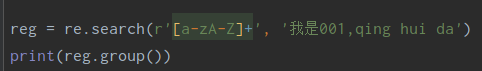 reg = re.search(r'[a-zA-Z]+', '我是001,qing hui da')
print(reg.group())